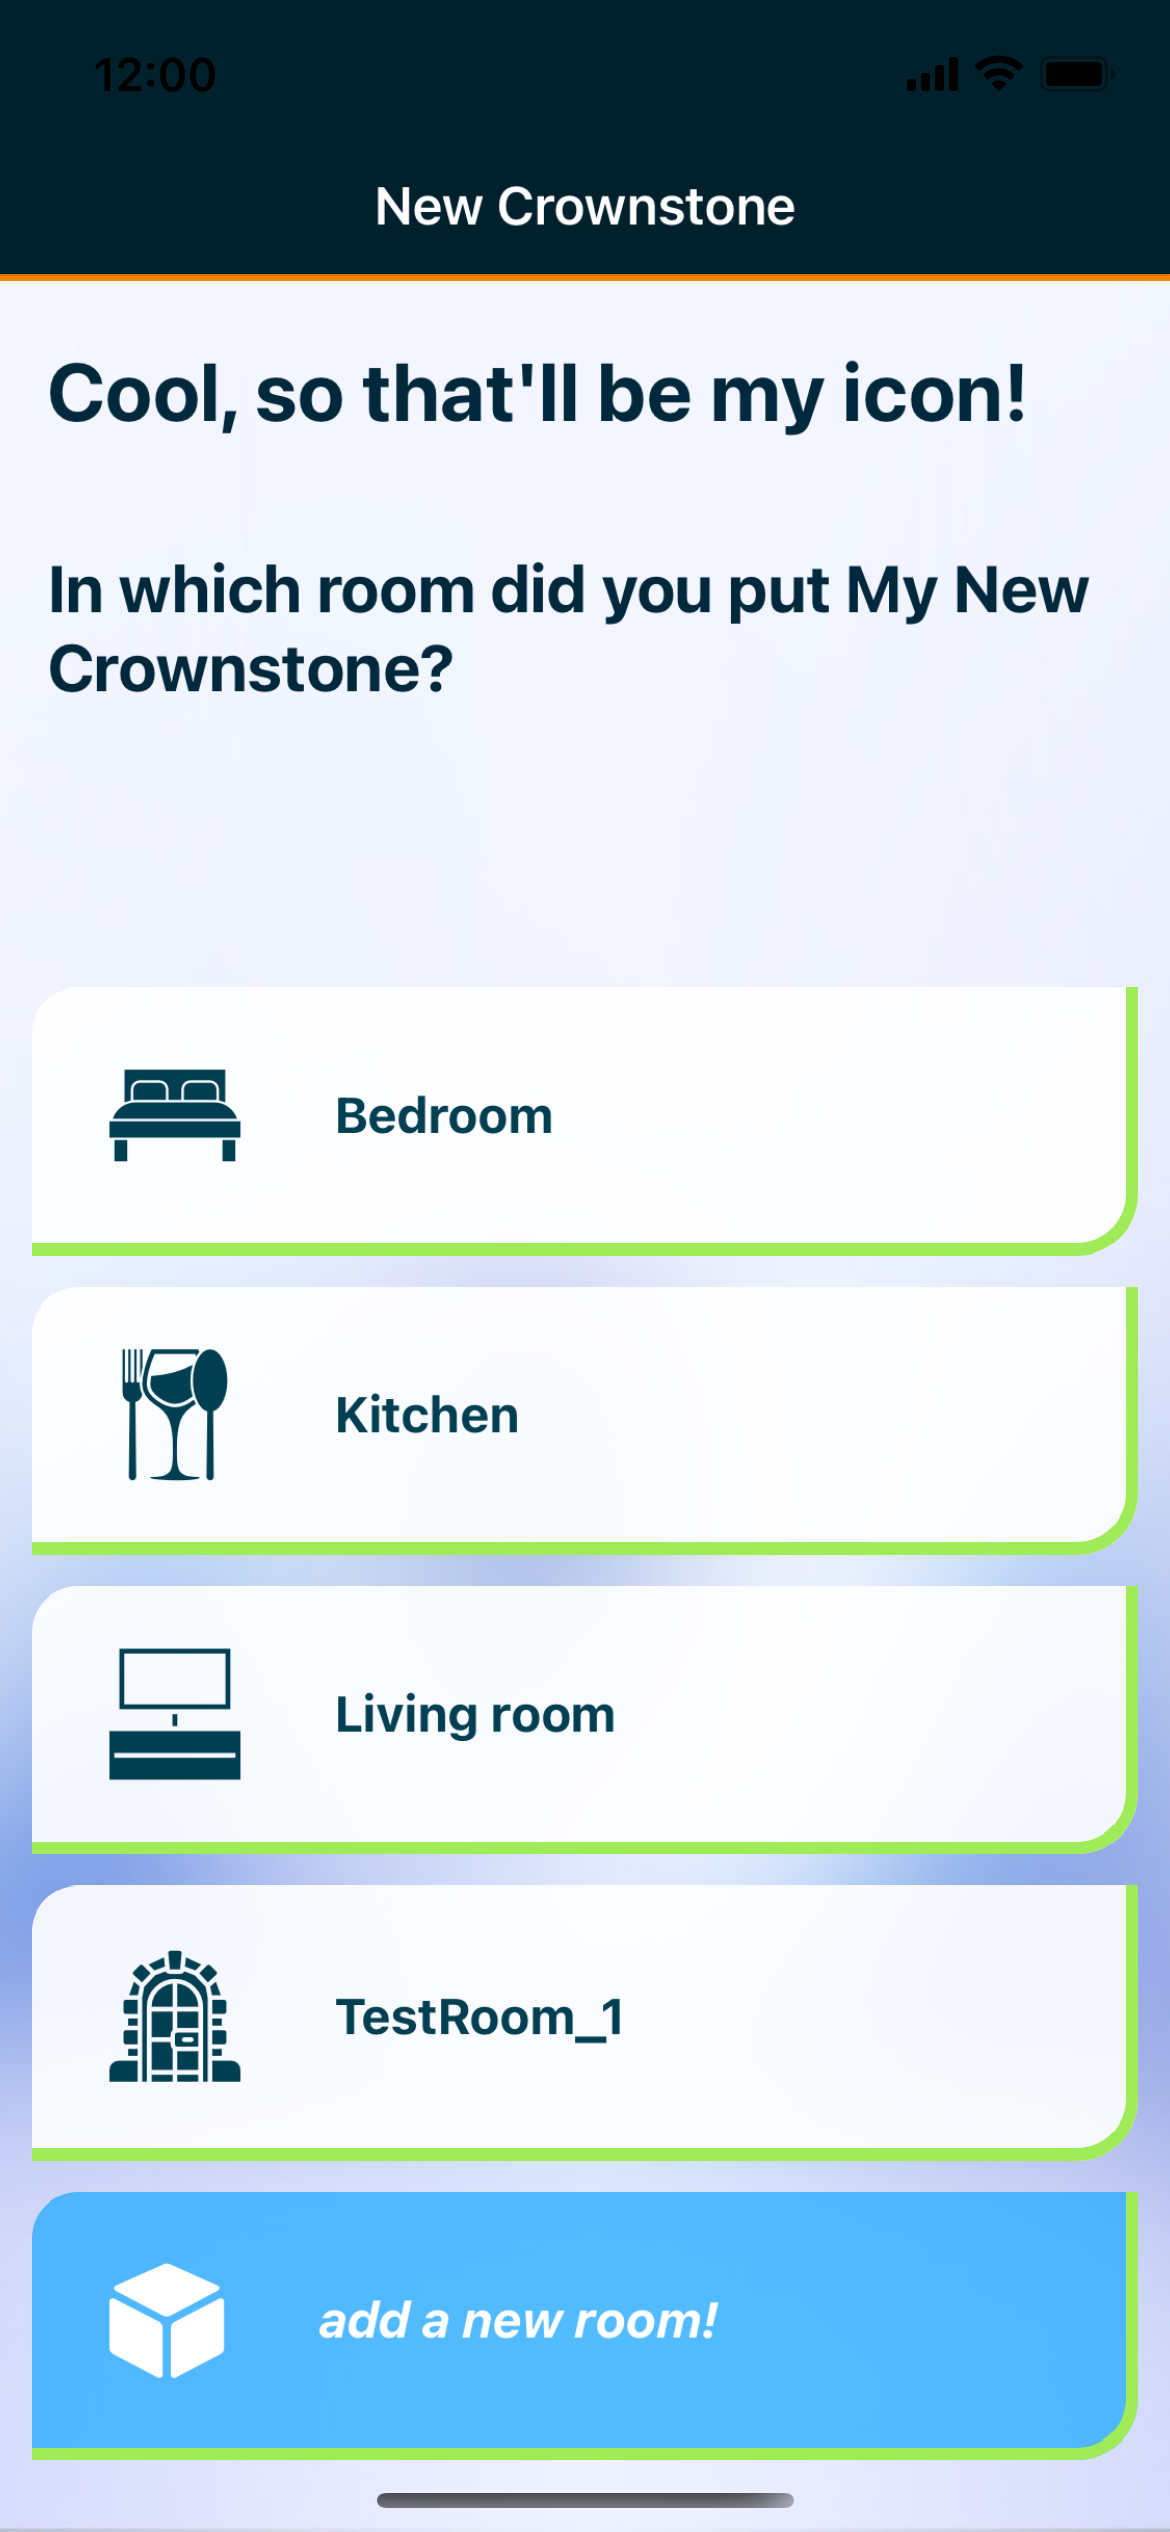 12:00
New Crownstone
Cool, so that'll be my icon!
In which room did you put My New
Crownstone?
Bedroom
Kitchen
Living room
TestRoom_1
add a new room!